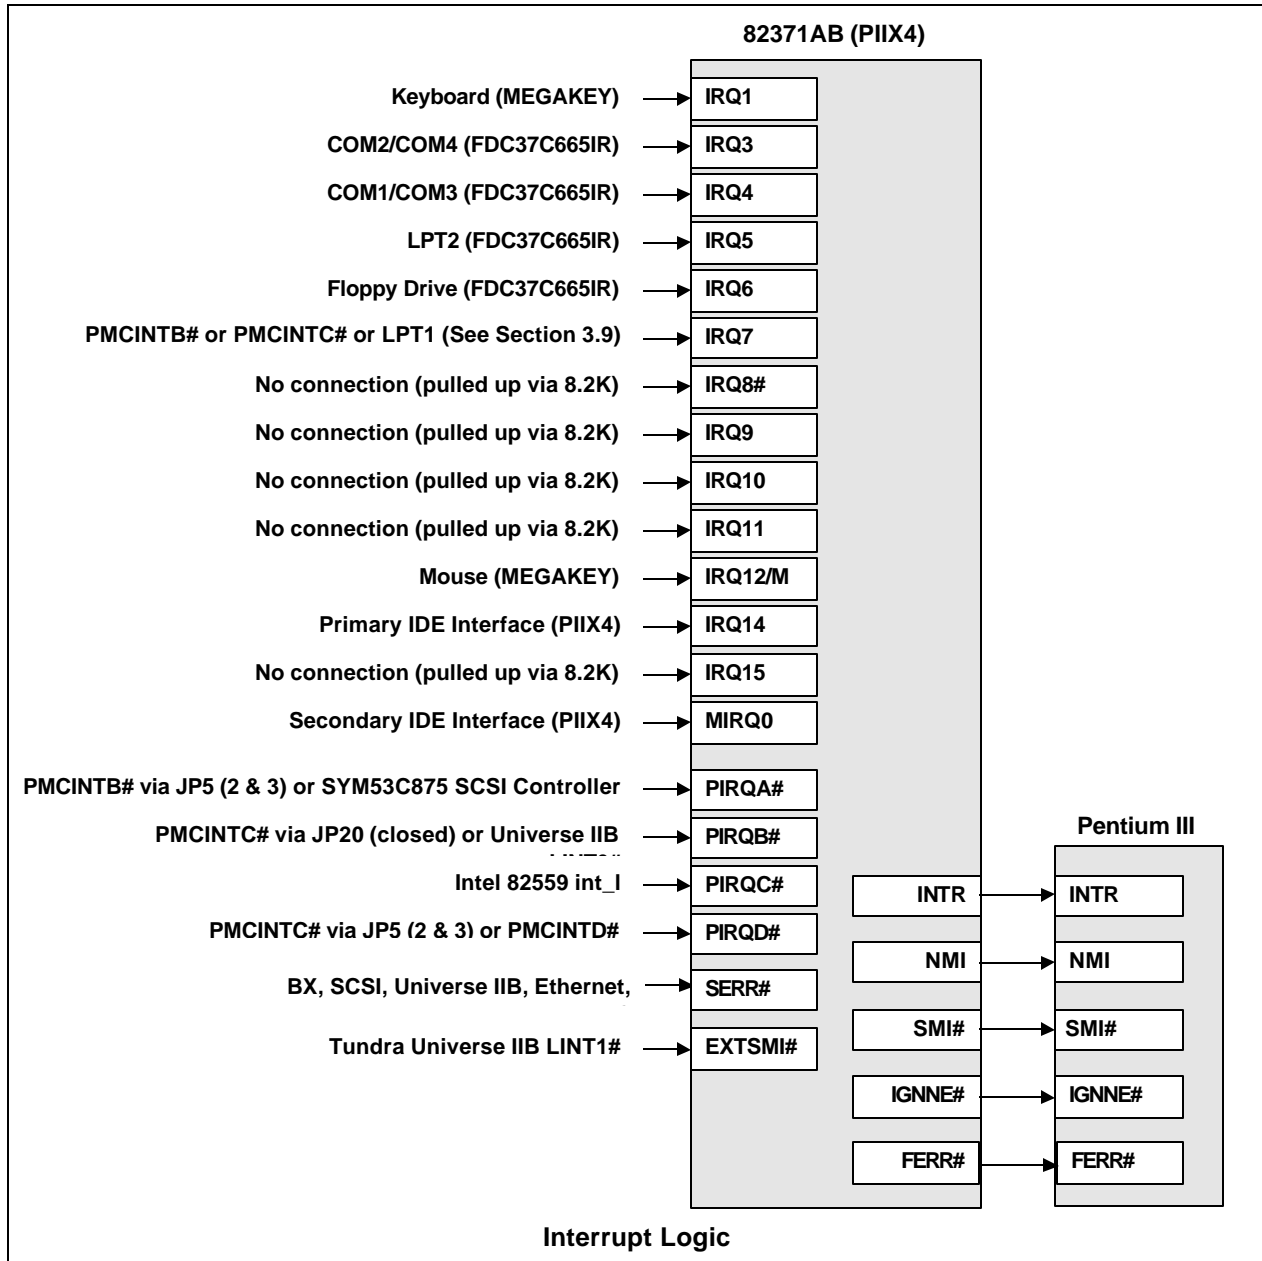 82371AB (PIIX4)
Keyboard (MEGAKEY) IRQ1
COM2/COM4 (FDC37C665IR) IRQ3
COM1/COM3 (FDC37C665IR) IRQ4
LPT2 (FDC37C665IR) IRQ5
Floppy Drive (FDC37C665IR) IRQ6
PMCINTB# or PMCINTC# or LPT1 (See Section 3.9) IRQ7
No connection (pulled up via 8.2K) IRQ8#
No connection (pulled up via 8.2K) IRQ9
No connection (pulled up via 8.2K) IRQ10
No connection (pulled up via 8.2K) IRQ11
Mouse (MEGAKEY) IRQ12/M
Primary IDE Interface (PIIX4) IRQ14
No connection (pulled up via 8.2K) IRQ15
Secondary IDE Interface (PIIX4) MIRQ0
PMCINTB# via JP5 (2 & 3) or SYM53C875 SCSI Controller PIRQA#
PMCINTC# via JP20 (closed) or Universe IIB PIRQB#
Pentium III
Intel 82559 int_l PIRQC#
INTR INTR
PMCINTC# via JP5 (2 & 3) or PMCINTD# PIRQD#
NMI NMI
BX, SCSI, Universe IIB, Ethernet, SERR#
SMI# SMI#
Tundra Universe IIB LINT1# EXTSMI#
IGNNE# IGNNE#
FERR# FERR#
Interrupt Logic